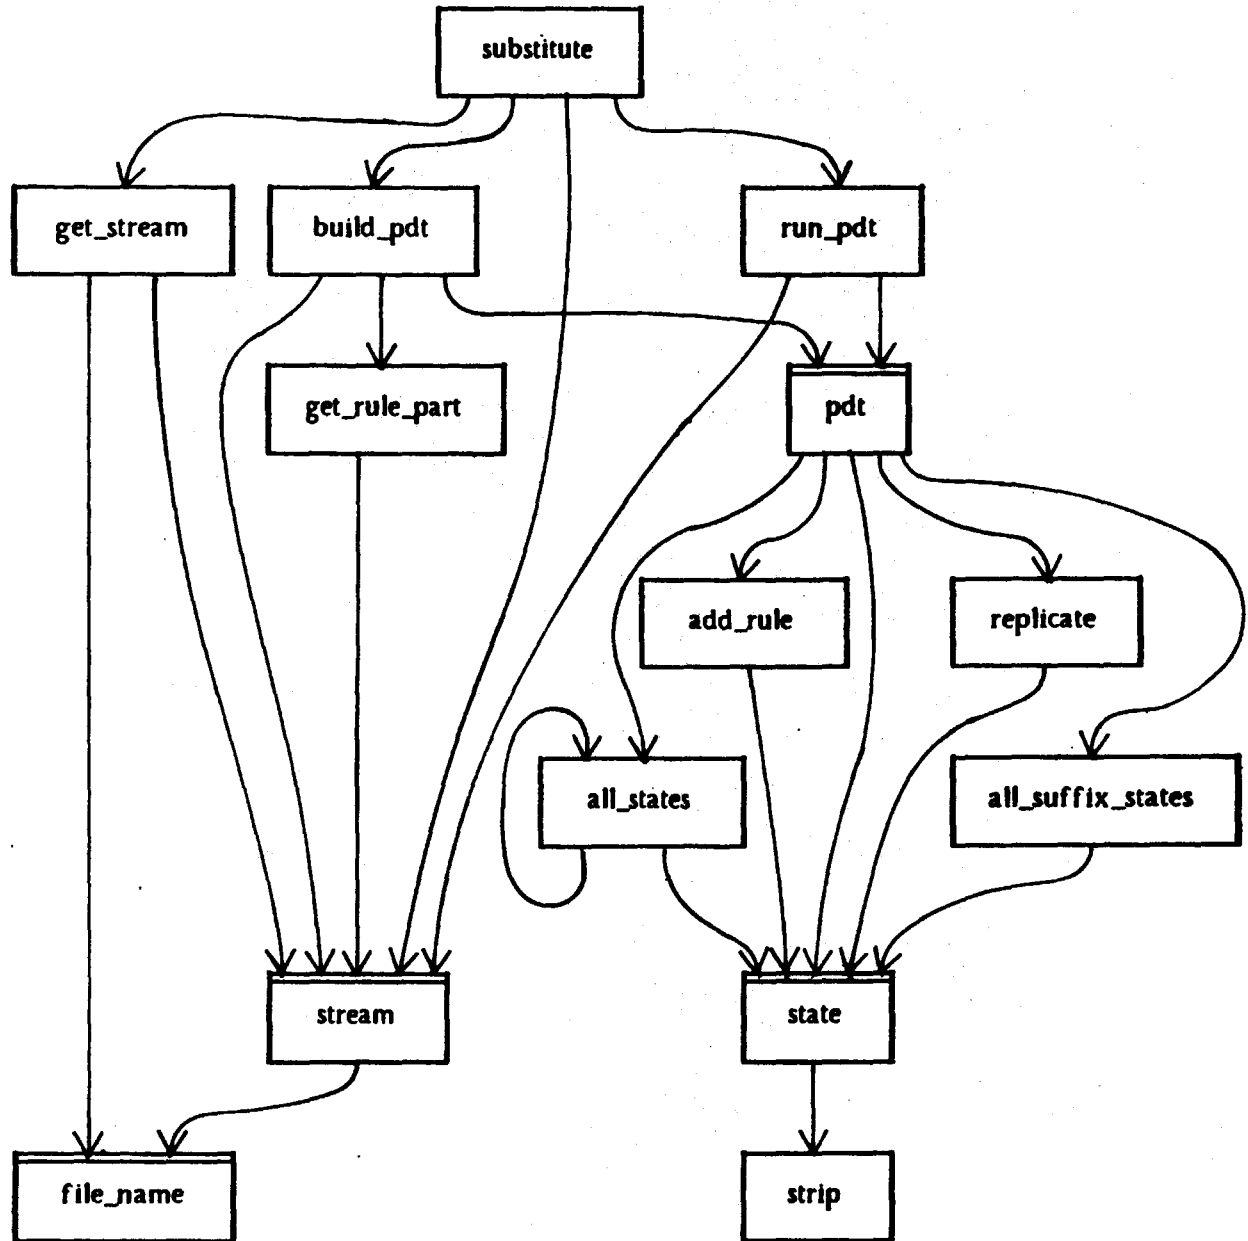 substitute
get_stream
build_pdt
run_pdt
get_rule_part
pdt
add_rule
replicate
all_states
all_suffix_states
stream
state
file_name
strip